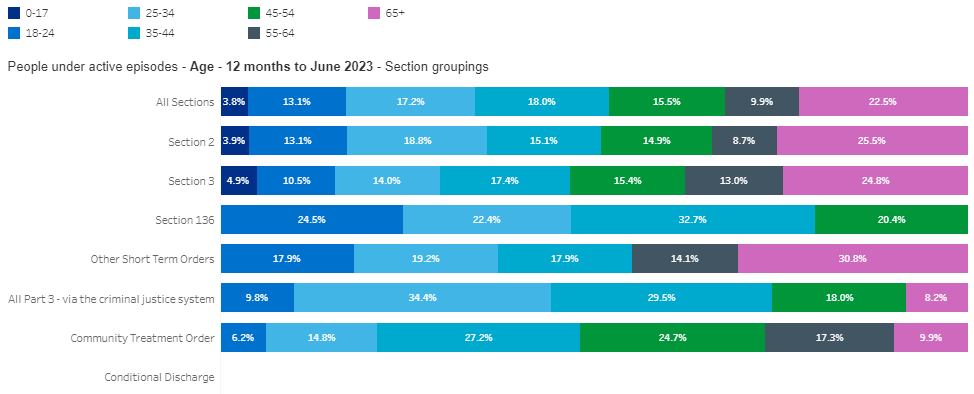 0-17 25-34 45-54 65+
18-24 35-44 55-64
People under active episodes - Age - 12 months to June 2023 - Section groupings
All Sections 3.8% 13.1% 17.2% 18.0% 15.5% 9.9% 22.5%
Section 2 3.9% 13.1% 18.8% 15.1% 14.9% 8.7% 25.5%
Section 3 4.9% 10.5% 14.0% 17.4% 15.4% 13.0% 24.8%
Section 136 24.5% 22.4% 32.7% 20.4%
Other Short Term Orders 17.9% 19.2% 17.9% 14.1% 30.8%
All Part 3 - via the criminal justice system 9.8% 34.4% 29.5% 18.0% 8.2%
Community Treatment Order 6.2% 14.8% 27.2% 24.7% 17.3% 9.9%
Conditional Discharge